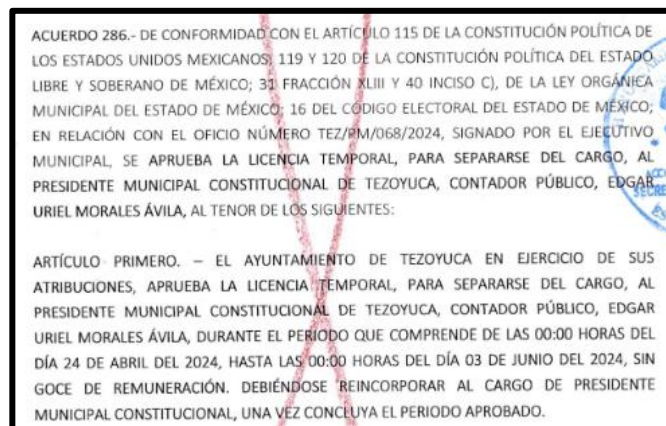 ACUERDO 286.- DE CONFORMIDAD CON EL ARTÍCULO 115 DE LA CONSTITUCIÓN POLÍTICA DE
LOS ESTADOS UNIDOS MEXICANOS; 119 Y 120 DE LA CONSTITUCIÓN POLÍTICA DEL ESTADO
LIBRE Y SOBERANO DE MÉXICO; 31 FRACCIÓN XLIII Y 40 INCISO C), DE LA LEY ORGÁNICA
MUNICIPAL DEL ESTADO DE MÉXICO; 16 DEL CÓDIGO ELECTORAL DEL ESTADO DE MÉXICO;
EN RELACIÓN CON EL OFICIO NÚMERO TEZ/PM/068/2024, SIGNADO POR EL EJECUTIVO
MUNICIPAL, SE APRUEBA LA LICENCIA TEMPORAL, PARA SEPARARSE DEL CARGO, AL
PRESIDENTE MUNICIPAL CONSTITUCIONAL DE TEZOYUCA, CONTADOR PÚBLICO, EDGAR
URIEL MORALES ÁVILA, AL TENOR DE LOS SIGUIENTES:
ARTÍCULO PRIMERO. – EL AYUNTAMIENTO DE TEZOYUCA EN EJERCICIO DE SUS
ATRIBUCIONES, APRUEBA LA LICENCIA TEMPORAL, PARA SEPARARSE DEL CARGO, AL
PRESIDENTE MUNICIPAL CONSTITUCIONAL DE TEZOYUCA, CONTADOR PÚBLICO, EDGAR
URIEL MORALES ÁVILA, DURANTE EL PERIODO QUE COMPRENDE DE LAS 00:00 HORAS DEL
DÍA 24 DE ABRIL DEL 2024, HASTA LAS 00:00 HORAS DEL DÍA 03 DE JUNIO DEL 2024, SIN
GOCE DE REMUNERACIÓN. DEBIÉNDOSE REINCORPORAR AL CARGO DE PRESIDENTE
MUNICIPAL CONSTITUCIONAL, UNA VEZ CONCLUYA EL PERIODO APROBADO.